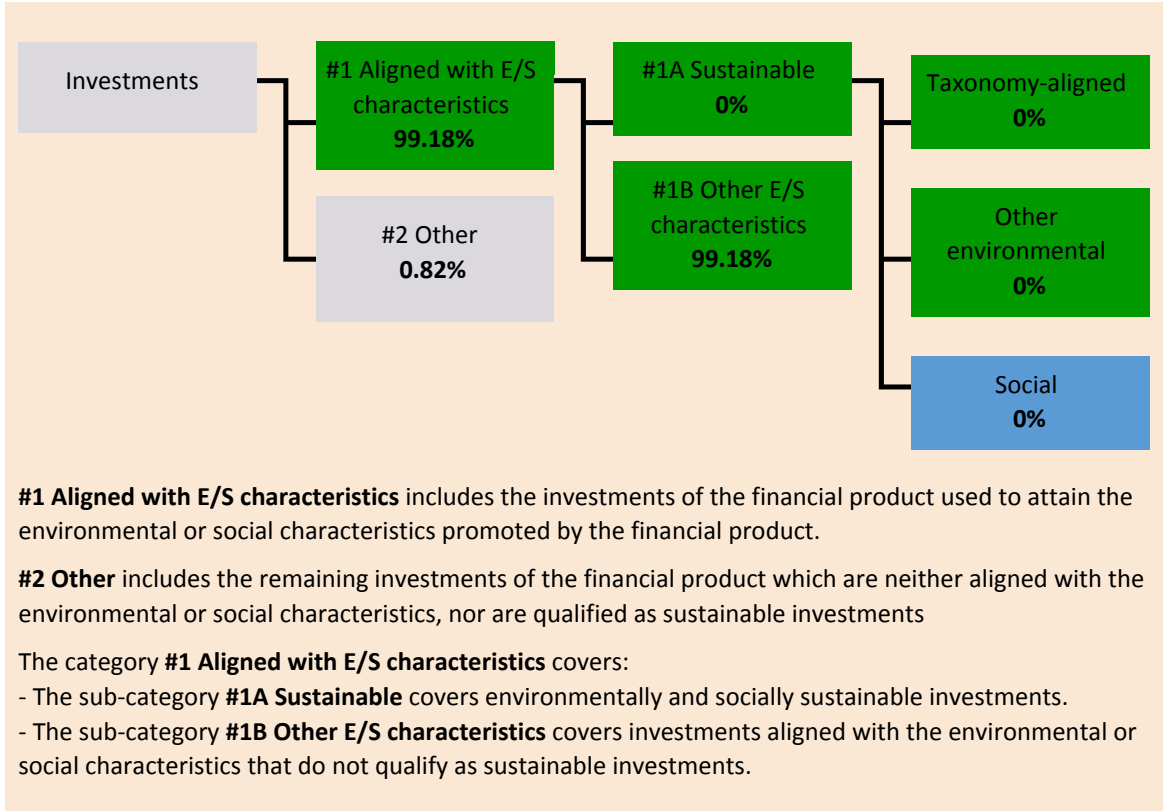 Investments
#1 Aligned with E/S
characteristics
99.18%
#2 Other
0.82%
#1A Sustainable
0%
#1B Other E/S
characteristics
99.18%
Taxonomy-aligned
0%
Other
environmental
0%
Social
0%
#1 Aligned with E/S characteristics includes the investments of the financial product used to attain the
environmental or social characteristics promoted by the financial product.
#2 Other includes the remaining investments of the financial product which are neither aligned with the
environmental or social characteristics, nor are qualified as sustainable investments
The category #1 Aligned with E/S characteristics covers:
- The sub-category #1A Sustainable covers environmentally and socially sustainable investments.
- The sub-category #1B Other E/S characteristics covers investments aligned with the environmental or
social characteristics that do not qualify as sustainable investments.